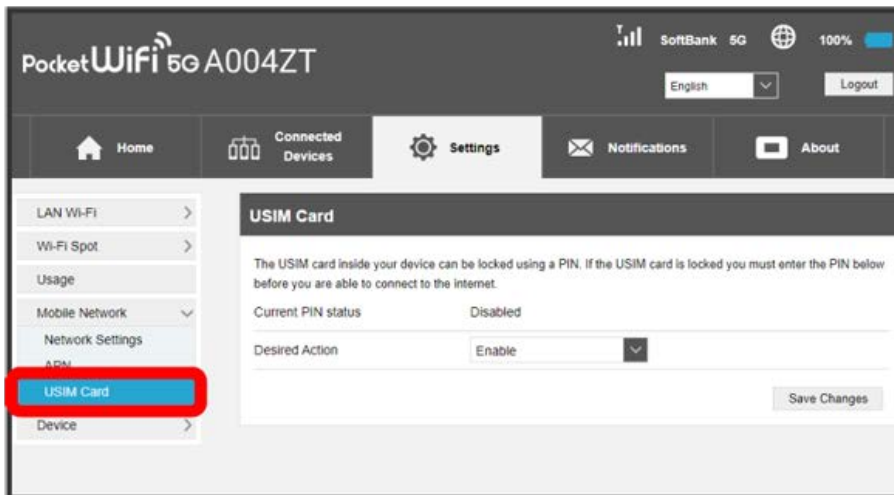 SoftBank 5G 100%
Pocket WiFi 5G A004ZT
English Logout
Home Connected Devices Settings Notifications About
LAN Wi-Fi
Wi-Fi Spot
Usage
Mobile Network
Network Settings
APN
USIM Card
Device
USIM Card
The USIM card inside your device can be locked using a PIN. If the USIM card is locked you must enter the PIN below
before you are able to connect to the internet.
Current PIN status Disabled
Desired Action Enable
Save Changes